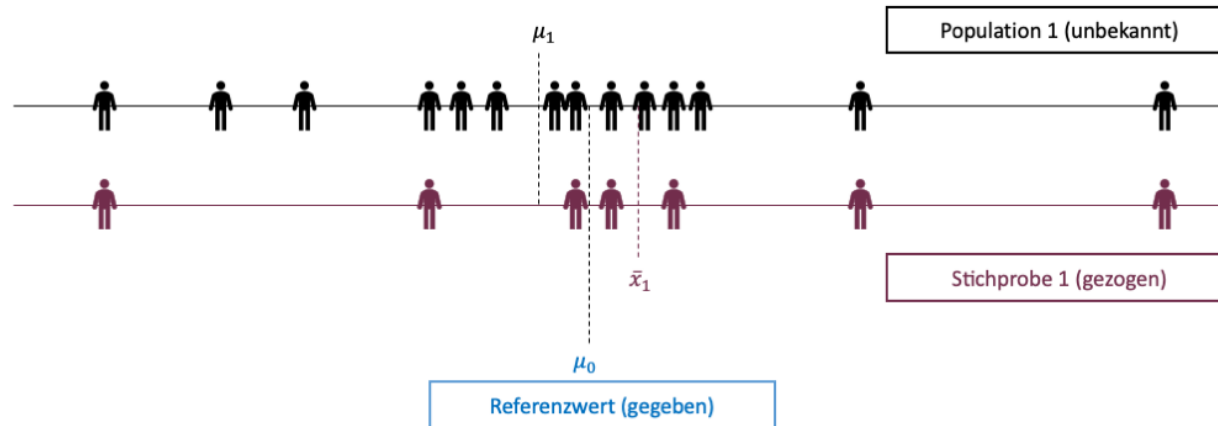 μ₁
Population 1 (unbekannt)
x̄₁
Stichprobe 1 (gezogen)
μ₀
Referenzwert (gegeben)